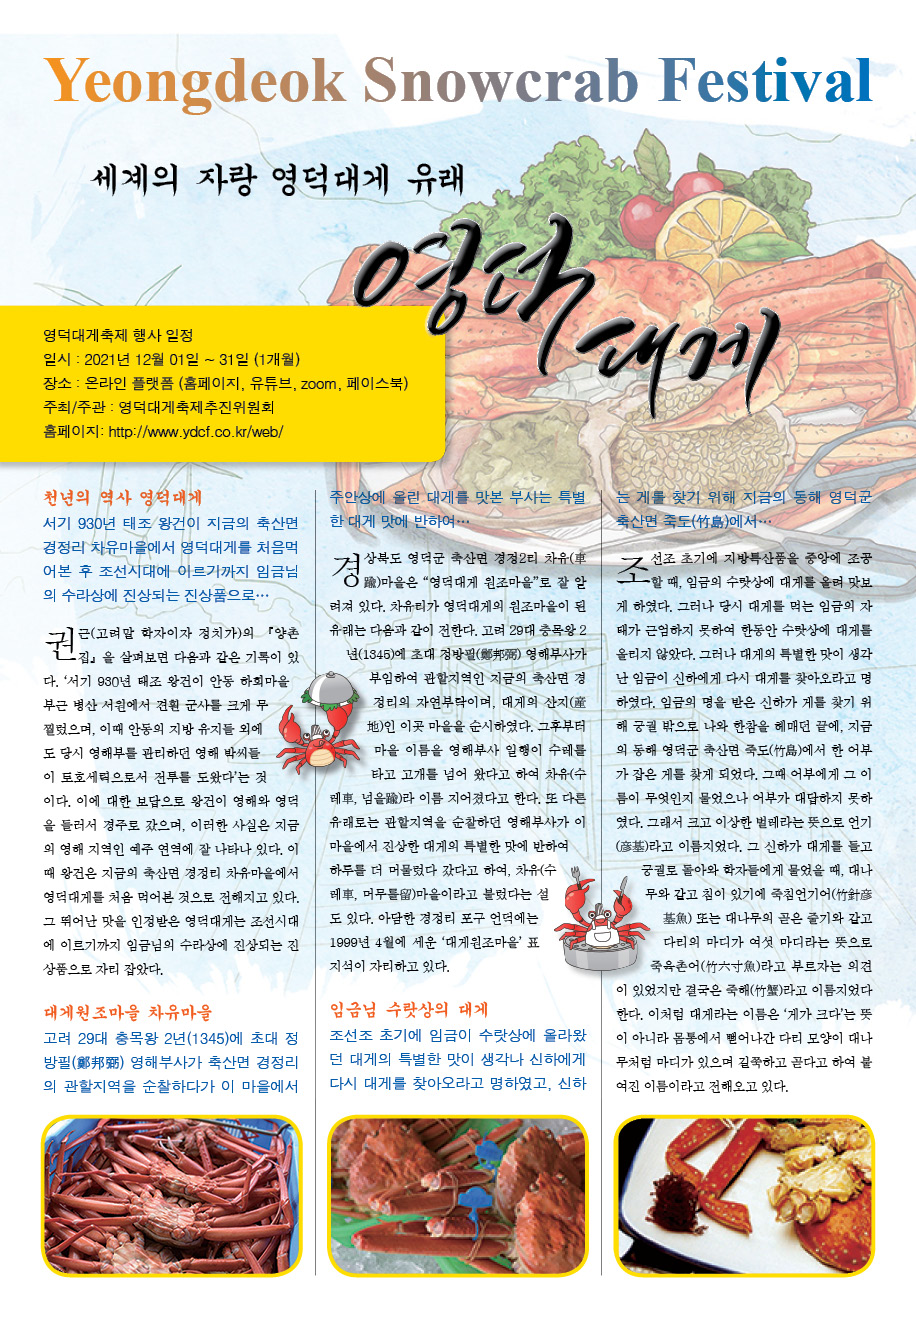 Yeongdeok Snowcrab Festival
세계의 자랑 영덕대게 유래
영덕
대게
영덕대게축제 행사 일정
일시 : 2021년 12월 01일 ~ 31일 (1개월)
장소 : 온라인 플랫폼 (홈페이지, 유튜브, zoom, 페이스북)
주최/주관 : 영덕대게축제추진위원회
홈페이지: http://www.ydcf.co.kr/web/
천년의 역사 영덕대게
서기 930년 태조 왕건이 지금의 축산면
경정리 차유마을에서 영덕대게를 처음먹
어본 후 조선시대에 이르기까지 임금님
의 수라상에 진상되는 진상품으로…
권근(고려말 학자이자 정치가)의 『양촌
집』을 살펴보면 다음과 같은 기록이 있
다. ‘서기 930년 태조 왕건이 안동 하회마을
부근 병산 서원에서 견훤 군사를 크게 무
찔렀으며, 이때 안동의 지방 유지들 외에
도 당시 영해부를 관리하던 영해 박씨들
이 토호세력으로서 전투를 도왔다’는 것
이다. 이에 대한 보답으로 왕건이 영해와 영덕
을 들러서 경주로 갔으며, 이러한 사실은 지금
의 영해 지역인 예주 연역에 잘 나타나 있다. 이
때 왕건은 지금의 축산면 경정리 차유마을에서
영덕대게를 처음 먹어본 것으로 전해지고 있다.
그 뛰어난 맛을 인정받은 영덕대게는 조선시대
에 이르기까지 임금님의 수라상에 진상되는 진
상품으로 자리 잡았다.
대게원조마을 차유마을
고려 29대 충목왕 2년(1345)에 초대 정
방필(鄭邦弼) 영해부사가 축산면 경정리
의 관할지역을 순찰하다가 이 마을에서
주안상에 올린 대게를 맛본 부사는 특별
한 대게 맛에 반하여…
경상북도 영덕군 축산면 경정2리 차유(車
踰)마을은 “영덕대게 원조마을”로 잘 알
려져 있다. 차유리가 영덕대게의 원조마을이 된
유래는 다음과 같이 전한다. 고려 29대 충목왕 2
년(1345)에 초대 정방필(鄭邦弼) 영해부사가
부임하여 관할지역인 지금의 축산면 경
정리의 자연부락이며, 대게의 산지(産
地)인 이곳 마을을 순시하였다. 그후부터
마을 이름을 영해부사 일행이 수레를
타고 고개를 넘어 왔다고 하여 차유(수
레車, 넘을踰)라 이름 지어졌다고 한다. 또 다른
유래로는 관할지역을 순찰하던 영해부사가 이
마을에서 진상한 대게의 특별한 맛에 반하여
하루를 더 머물렀다 갔다고 하여, 차유(수
레車, 머무를留)마을이라고 불렀다는 설
도 있다. 아담한 경정리 포구 언덕에는
1999년 4월에 세운 ‘대게원조마을’ 표
지석이 자리하고 있다.
임금님 수랏상의 대게
조선조 초기에 임금이 수랏상에 올라왔
던 대게의 특별한 맛이 생각나 신하에게
다시 대게를 찾아오라고 명하였고, 신하
는 게를 찾기 위해 지금의 동해 영덕군
축산면 죽도(竹島)에서…
조선조 초기에 지방특산품을 중앙에 조공
할 때, 임금의 수랏상에 대게를 올려 맛보
게 하였다. 그러나 당시 대게를 먹는 임금의 자
태가 근엄하지 못하여 한동안 수랏상에 대게를
올리지 않았다. 그러나 대게의 특별한 맛이 생각
난 임금이 신하에게 다시 대게를 찾아오라고 명
하였다. 임금의 명을 받은 신하가 게를 찾기 위
해 궁궐 밖으로 나와 한참을 헤매던 끝에, 지금
의 동해 영덕군 축산면 죽도(竹島)에서 한 어부
가 잡은 게를 찾게 되었다. 그때 어부에게 그 이
름이 무엇인지 물었으나 어부가 대답하지 못하
였다. 그래서 크고 이상한 벌레라는 뜻으로 언기
(彦基)라고 이름지었다. 그 신하가 대게를 들고
궁궐로 돌아와 학자들에게 물었을 때, 대나
무와 같고 침이 있기에 죽침언기어(竹針彦
基魚) 또는 대나무의 곧은 줄기와 같고
다리의 마디가 여섯 마디라는 뜻으로
죽육촌어(竹六寸魚)라고 부르자는 의견
이 있었지만 결국은 죽해(竹蟹)라고 이름지었다
한다. 이처럼 대게라는 이름은 ‘게가 크다’는 뜻
이 아니라 몸통에서 뻗어나간 다리 모양이 대나
무처럼 마디가 있으며 길쭉하고 곧다고 하여 붙
여진 이름이라고 전해오고 있다.